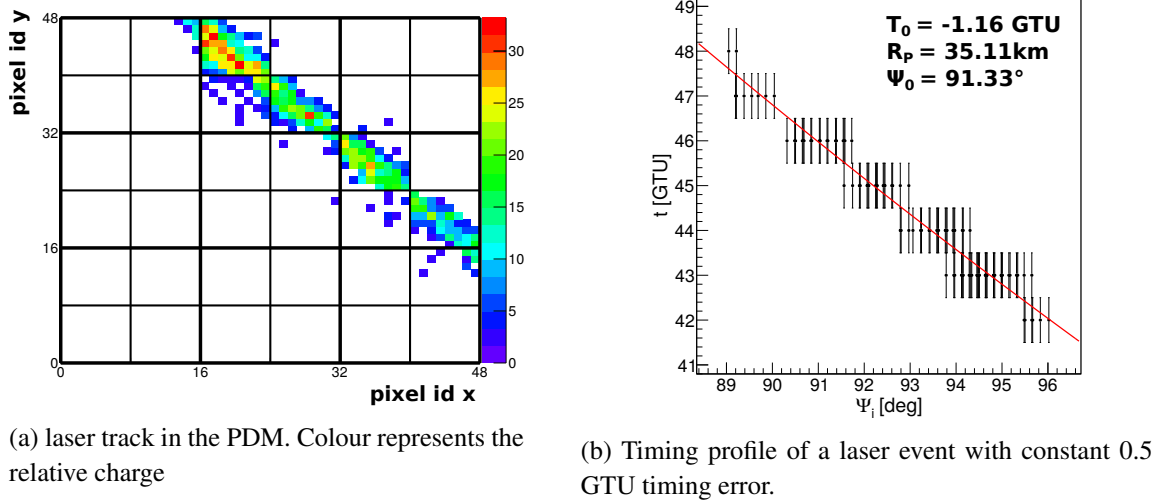 pixel id y
48
32
16
0
0
16
32
48
pixel id x
30
25
20
15
10
5
0
(a) laser track in the PDM. Colour represents the
relative charge
T₀ = -1.16 GTU
R_P = 35.11km
Ψ₀ = 91.33°
t [GTU]
49
48
47
46
45
44
43
42
41
89
90
91
92
93
94
95
96
Ψᵢ [deg]
(b) Timing profile of a laser event with constant 0.5
GTU timing error.